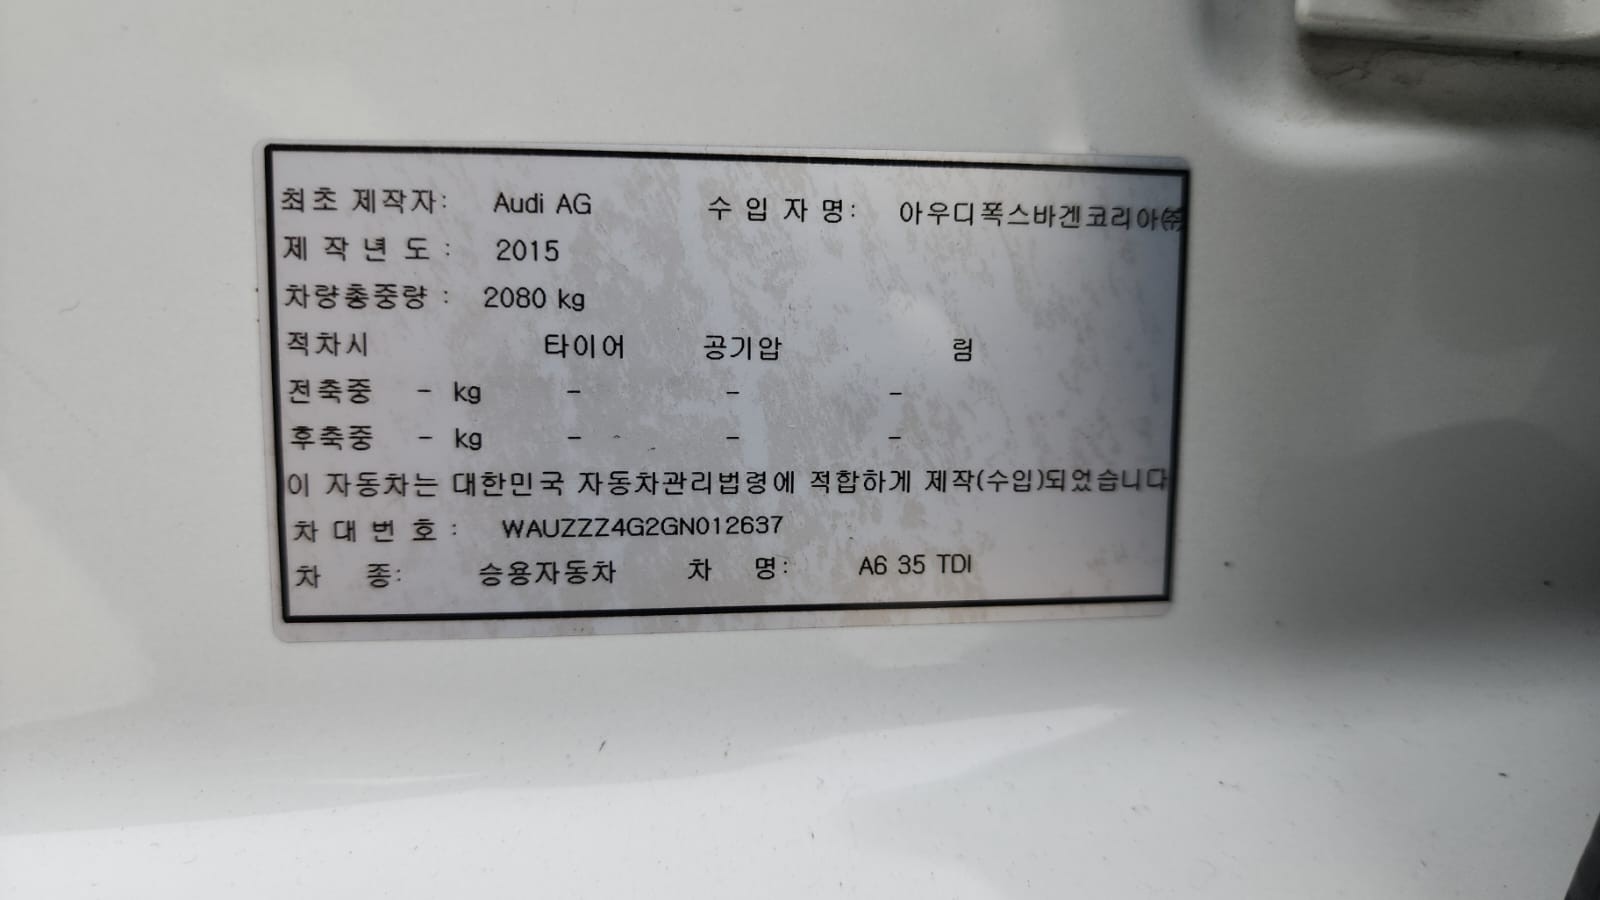 최초 제작자: Audi AG 수 입 자 명: 아우디폭스바겐코리아㈜
제 작 년 도 : 2015
차량총중량 : 2080 kg
적차시 타이어 공기압 림
전축중 - kg - - -
후축중 - kg - - -
이 자동차는 대한민국 자동차관리법령에 적합하게 제작(수입)되었습니다
차 대 번 호 : WAUZZZ4G2GN012637
차 종: 승용자동차 차 명: A6 35 TDI